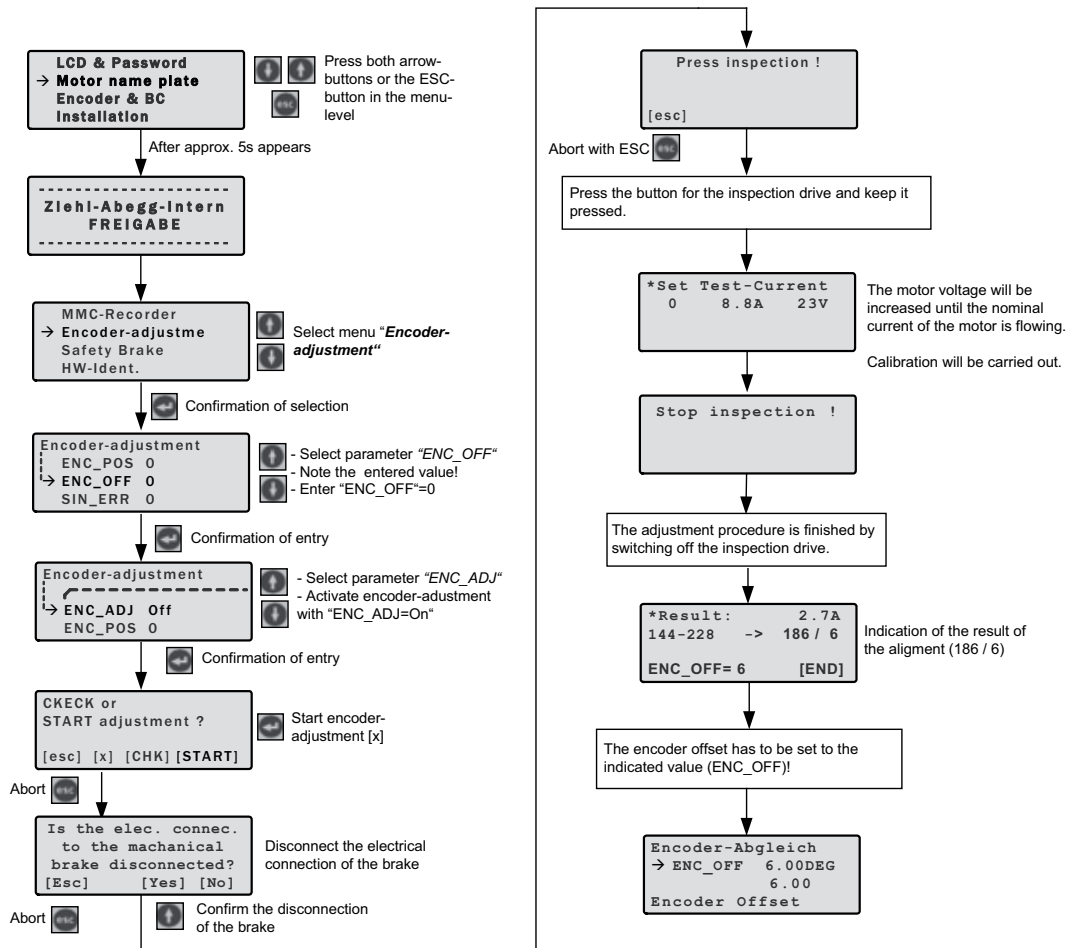 LCD & Password
→ Motor name plate
Encoder & BC
Installation
Press both arrow-
buttons or the ESC-
button in the menu-
level
esc
After approx. 5s appears
Ziehl-Abegg-Intern
FREIGABE
MMC-Recorder
→ Encoder-adjustme
Safety Brake
HW-Ident.
Select menu “Encoder-
adjustment“
Confirmation of selection
Encoder-adjustment
ENC_POS 0
→ ENC_OFF 0
SIN_ERR 0
- Select parameter “ENC_OFF“
- Note the entered value!
- Enter “ENC_OFF“=0
Confirmation of entry
Encoder-adjustment
→ ENC_ADJ Off
ENC_POS 0
- Select parameter “ENC_ADJ“
- Activate encoder-adustment
with “ENC_ADJ=On“
Confirmation of entry
CKECK or
START adjustment ?
[esc] [x] [CHK] [START]
Start encoder-
adjustment [x]
Abort esc
Is the elec. connec.
to the machanical
brake disconnected?
[Esc] [Yes] [No]
Disconnect the electrical
connection of the brake
Abort esc
Confirm the disconnection
of the brake
Press inspection !
[esc]
Abort with ESC esc
Press the button for the inspection drive and keep it
pressed.
*Set Test-Current
0 8.8A 23V
The motor voltage will be
increased until the nominal
current of the motor is flowing.
Calibration will be carried out.
Stop inspection !
The adjustment procedure is finished by
switching off the inspection drive.
*Result: 2.7A
144-228 -> 186 / 6
ENC_OFF= 6 [END]
Indication of the result of
the aligment (186 / 6)
The encoder offset has to be set to the
indicated value (ENC_OFF)!
Encoder-Abgleich
→ ENC_OFF 6.00DEG
6.00
Encoder Offset